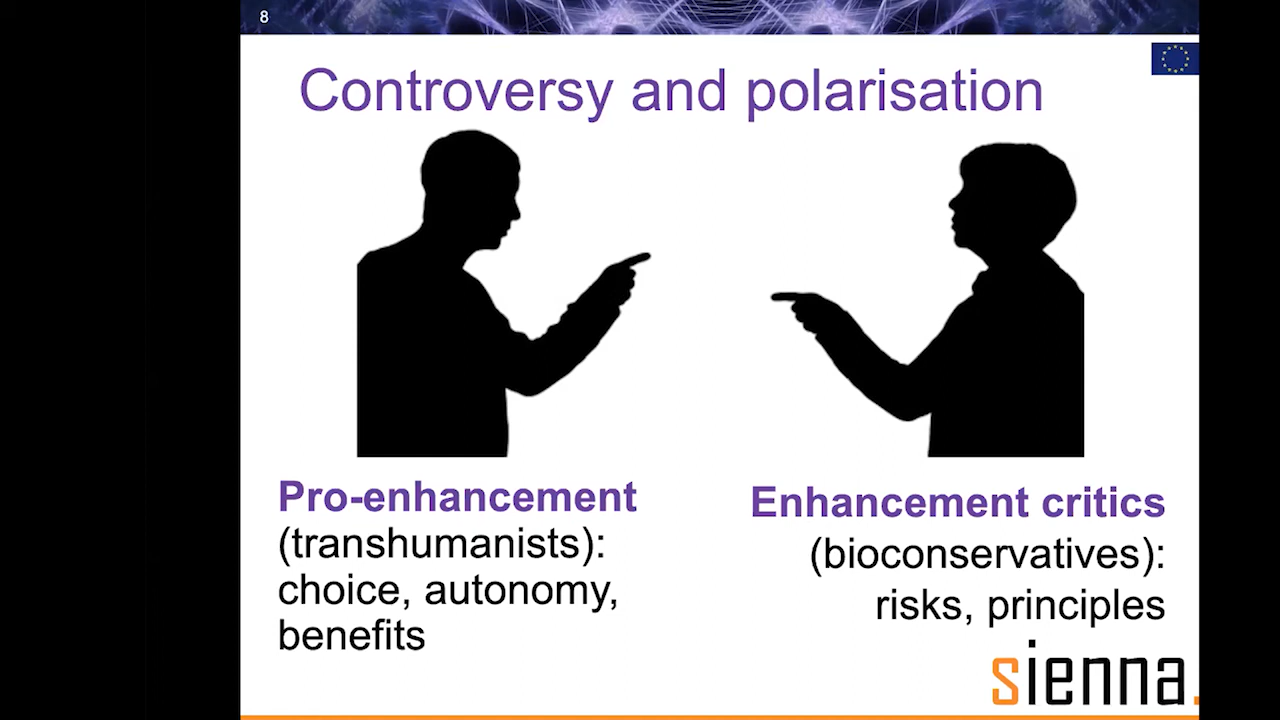 8
Controversy and polarisation
Pro-enhancement
(transhumanists):
choice, autonomy,
benefits
Enhancement critics
(bioconservatives):
risks, principles
sienna.